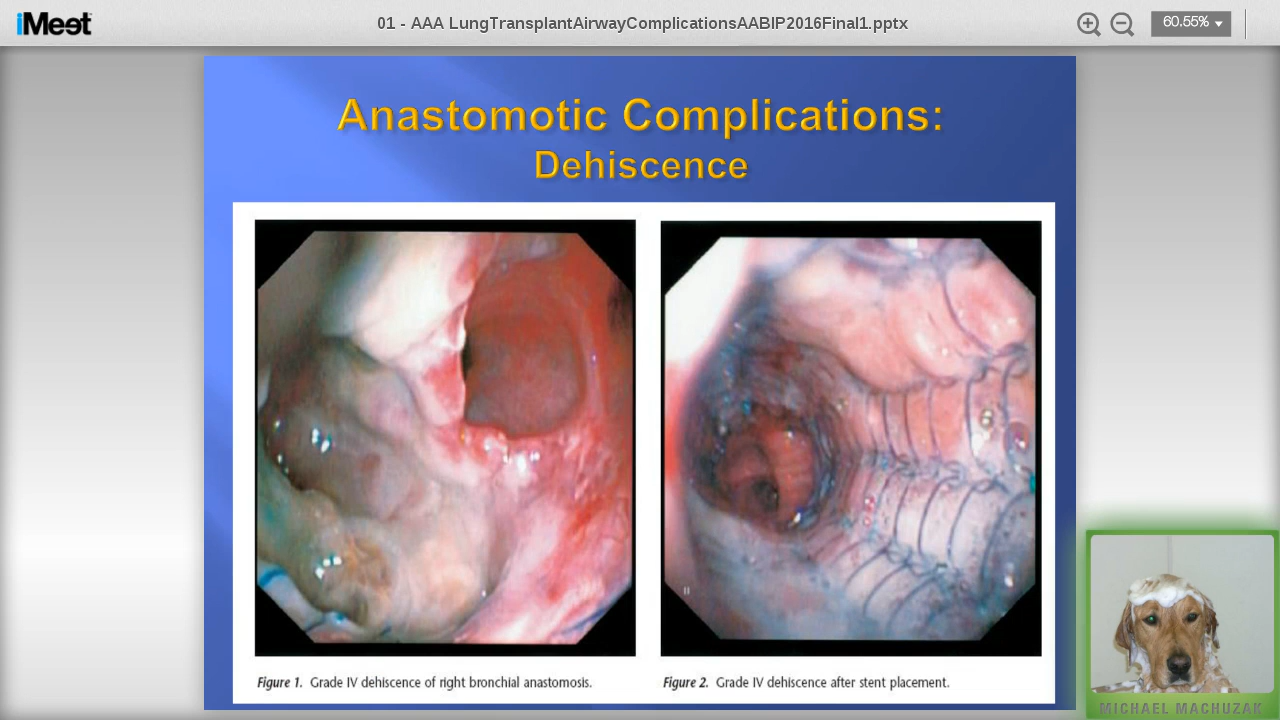 iMeet
01 - AAA LungTransplantAirwayComplicationsAABIP2016Final1.pptx
60.55%
Anastomotic Complications:
Dehiscence
Figure 1. Grade IV dehiscence of right bronchial anastomosis.
Figure 2. Grade IV dehiscence after stent placement.
MICHAEL MACHUZAK